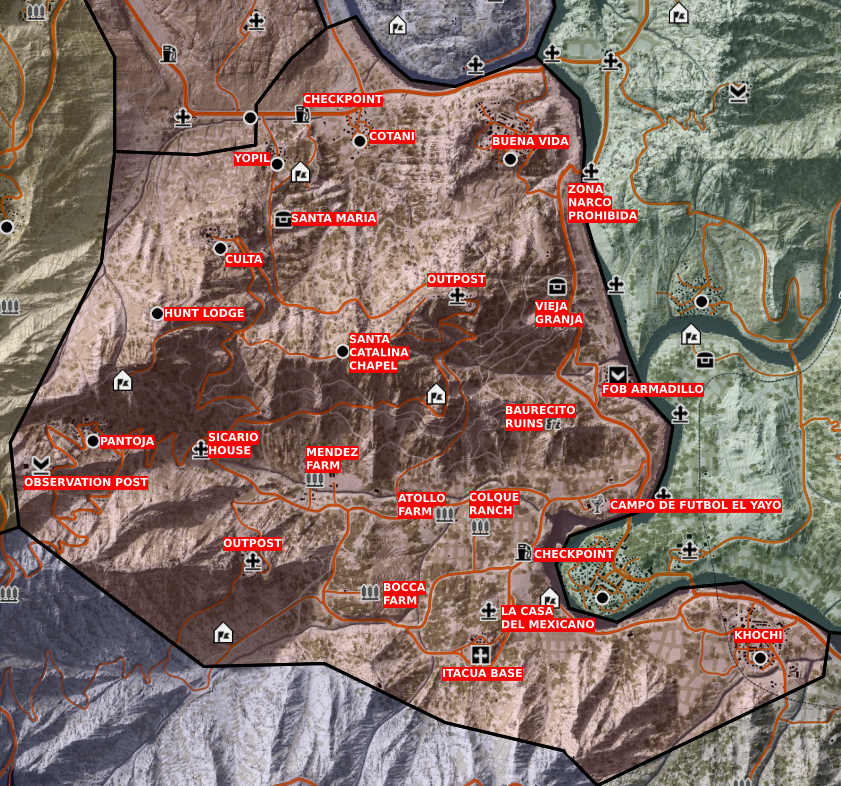 CHECKPOINT
COTANI
BUENA VIDA
YOPIL
ZONA
NARCO
PROHIBIDA
SANTA MARIA
CULTA
OUTPOST
HUNT LODGE
VIEJA
GRANJA
SANTA
CATALINA
CHAPEL
FOB ARMADILLO
BAURECITO
RUINS
PANTOJA
SICARIO
HOUSE
MENDEZ
FARM
OBSERVATION POST
ATOLLO
FARM
COLQUE
RANCH
CAMPO DE FUTBOL EL YAYO
OUTPOST
CHECKPOINT
BOCCA
FARM
LA CASA
DEL MEXICANO
KHOCHI
ITACUA BASE